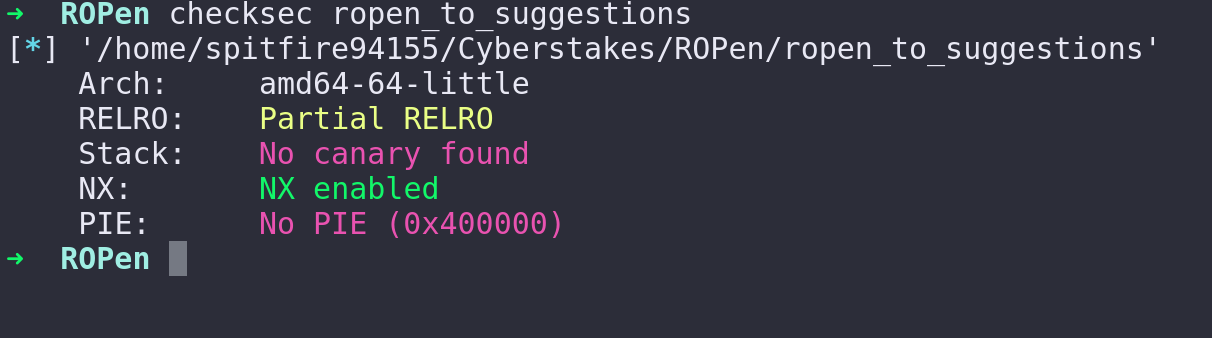 → ROPen checksec ropen_to_suggestions
[*] '/home/spitfire94155/Cyberstakes/ROPen/ropen_to_suggestions'
    Arch:     amd64-64-little
    RELRO:    Partial RELRO
    Stack:    No canary found
    NX:       NX enabled
    PIE:      No PIE (0x400000)
→ ROPen